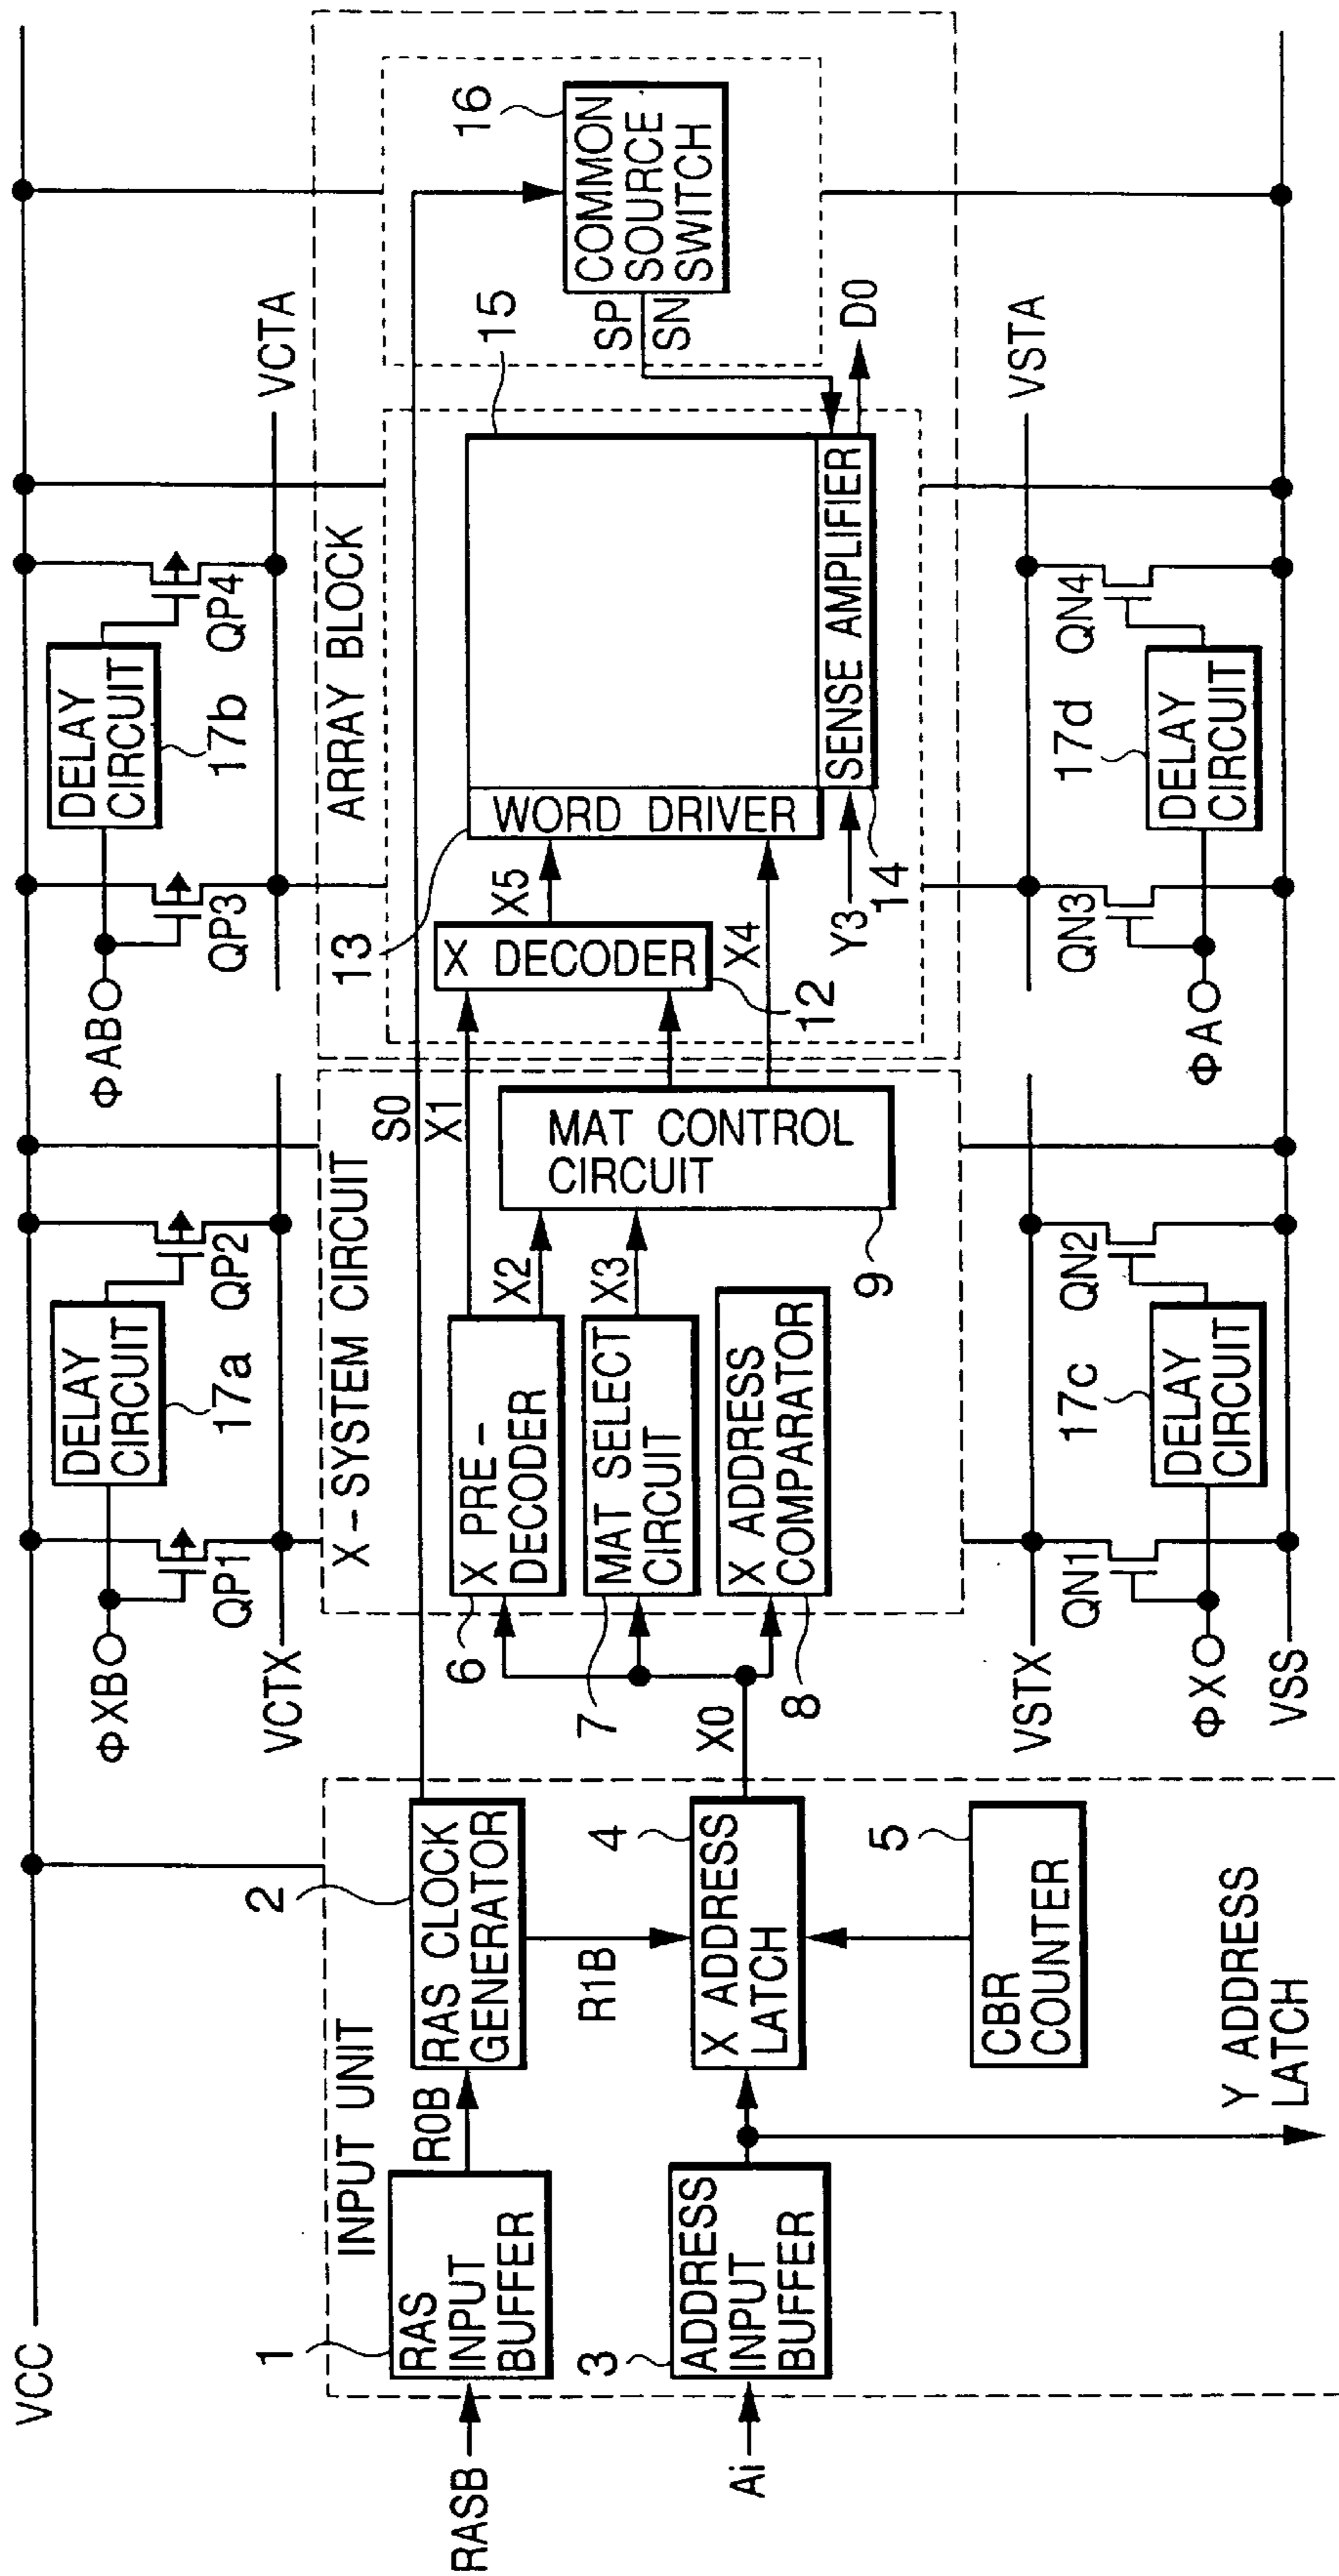 VCC
ΦXB
DELAY
CIRCUIT
17a
QP1
QP2
VCTX
ΦAB
DELAY
CIRCUIT
17b
QP3
QP4
VCTA
INPUT UNIT
1
RAS
INPUT
BUFFER
RASB
R0B
2
RAS CLOCK
GENERATOR
R1B
3
ADDRESS
INPUT
BUFFER
Ai
4
X ADDRESS
LATCH
5
CBR
COUNTER
Y ADDRESS
LATCH
X0
X-SYSTEM CIRCUIT
6
X PRE-
DECODER
7
MAT SELECT
CIRCUIT
8
X ADDRESS
COMPARATOR
X2
X3
MAT CONTROL
CIRCUIT
9
S0
X1
ARRAY BLOCK
X DECODER
12
13
X5
X4
WORD DRIVER
Y3
14
SENSE AMPLIFIER
15
D0
SP
SN
16
COMMON
SOURCE
SWITCH
VSTX
QN1
QN2
17c
DELAY
CIRCUIT
ΦX
VSS
VSTA
QN3
QN4
17d
DELAY
CIRCUIT
ΦA